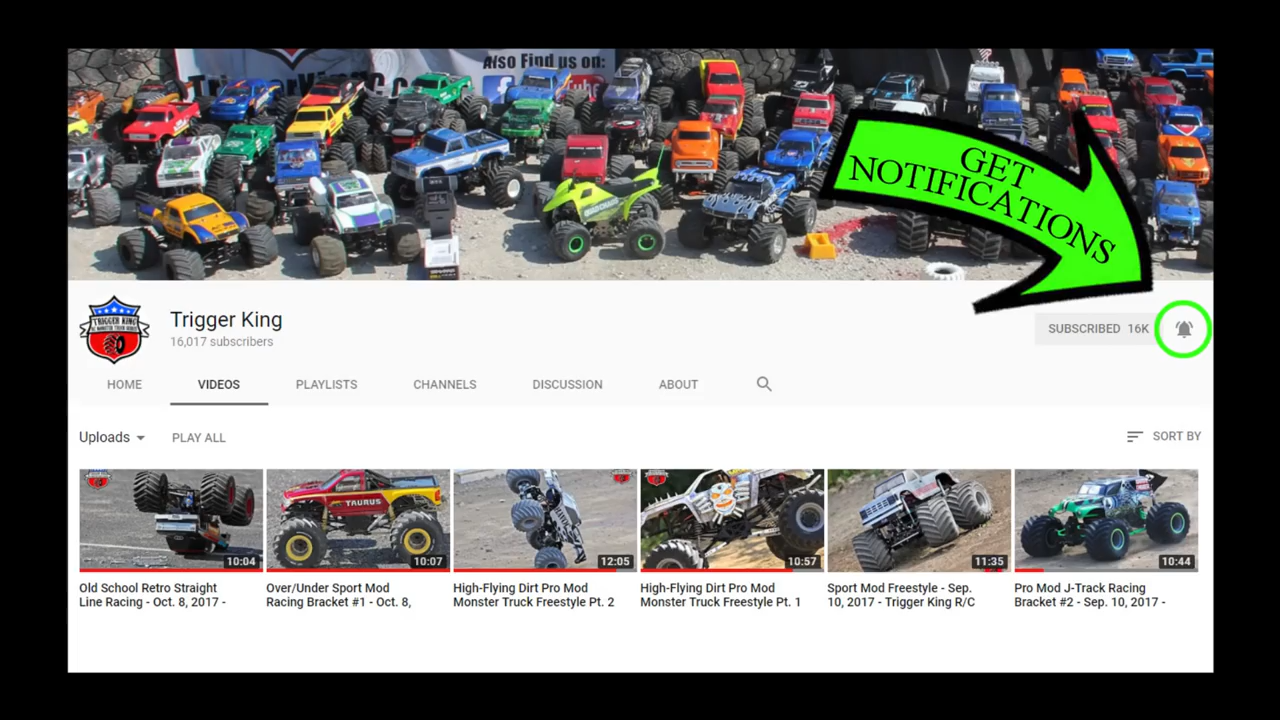 Also Find us on:
GET
NOTIFICATIONS
TRIGGER KING
Trigger King
16,017 subscribers
SUBSCRIBED 16K
HOME
VIDEOS
PLAYLISTS
CHANNELS
DISCUSSION
ABOUT
Uploads
PLAY ALL
SORT BY
TAURUS
10:04
10:07
12:05
10:57
11:35
10:44
Old School Retro Straight
Line Racing - Oct. 8, 2017 -
Over/Under Sport Mod
Racing Bracket #1 - Oct. 8,
High-Flying Dirt Pro Mod
Monster Truck Freestyle Pt. 2
High-Flying Dirt Pro Mod
Monster Truck Freestyle Pt. 1
Sport Mod Freestyle - Sep.
10, 2017 - Trigger King R/C
Pro Mod J-Track Racing
Bracket #2 - Sep. 10, 2017 -